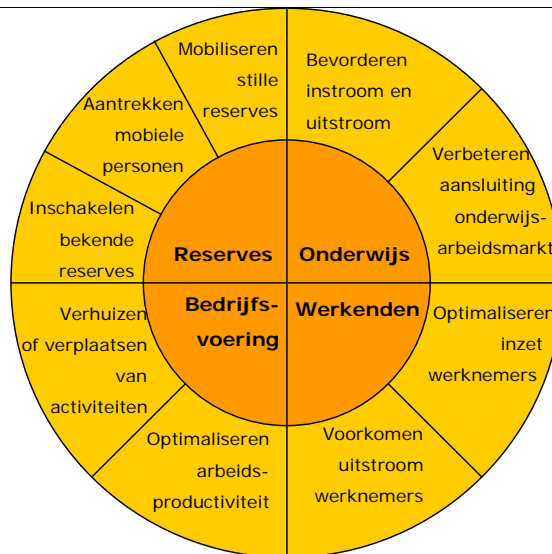 Mobiliseren
stille
reserves
Bevorderen
instroom en
uitstroom
Aantrekken
mobiele
personen
Verbeteren
aansluiting
onderwijs-
arbeidsmarkt
Inschakelen
bekende
reserves
Reserves
Onderwijs
Bedrijfs-
voering
Werkenden
Verhuizen
of verplaatsen
van
activiteiten
Optimaliseren
inzet
werknemers
Optimaliseren
arbeids-
productiviteit
Voorkomen
uitstroom
werknemers